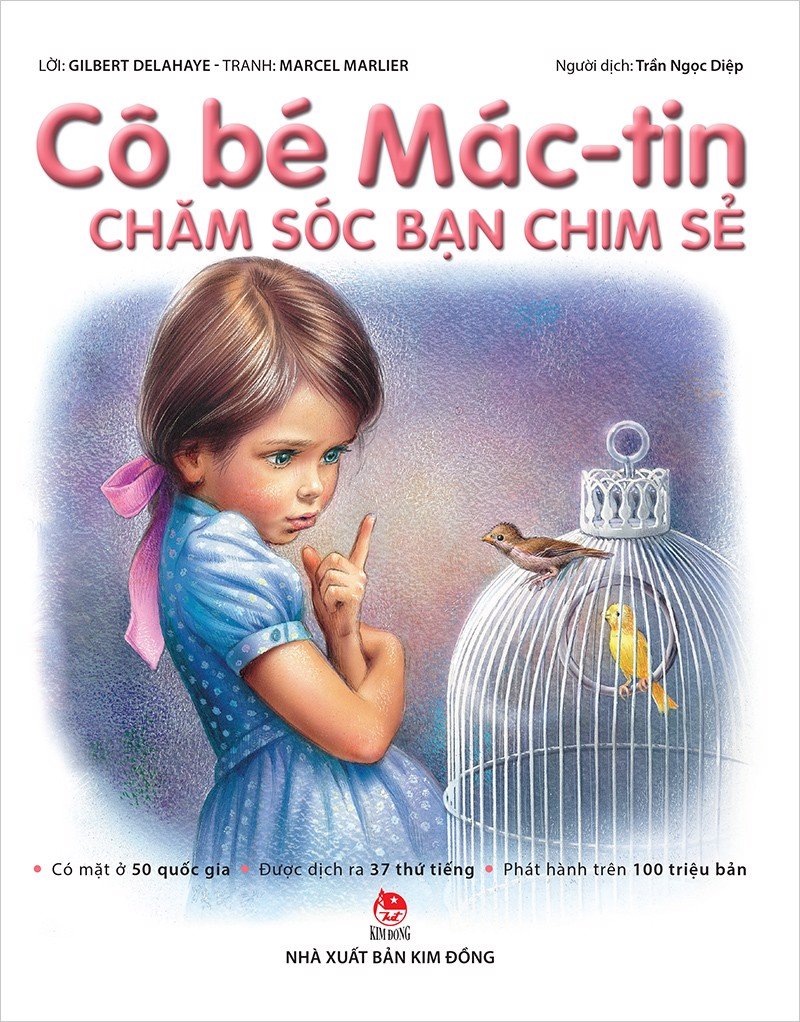 LỜI: GILBERT DELAHAYE - TRANH: MARCEL MARLIER
Người dịch: Trần Ngọc Diệp
Cô bé Mác-tin
CHĂM SÓC BẠN CHIM SẺ
• Có mặt ở 50 quốc gia • Được dịch ra 37 thứ tiếng • Phát hành trên 100 triệu bản
KIM ĐỒNG
NHÀ XUẤT BẢN KIM ĐỒNG